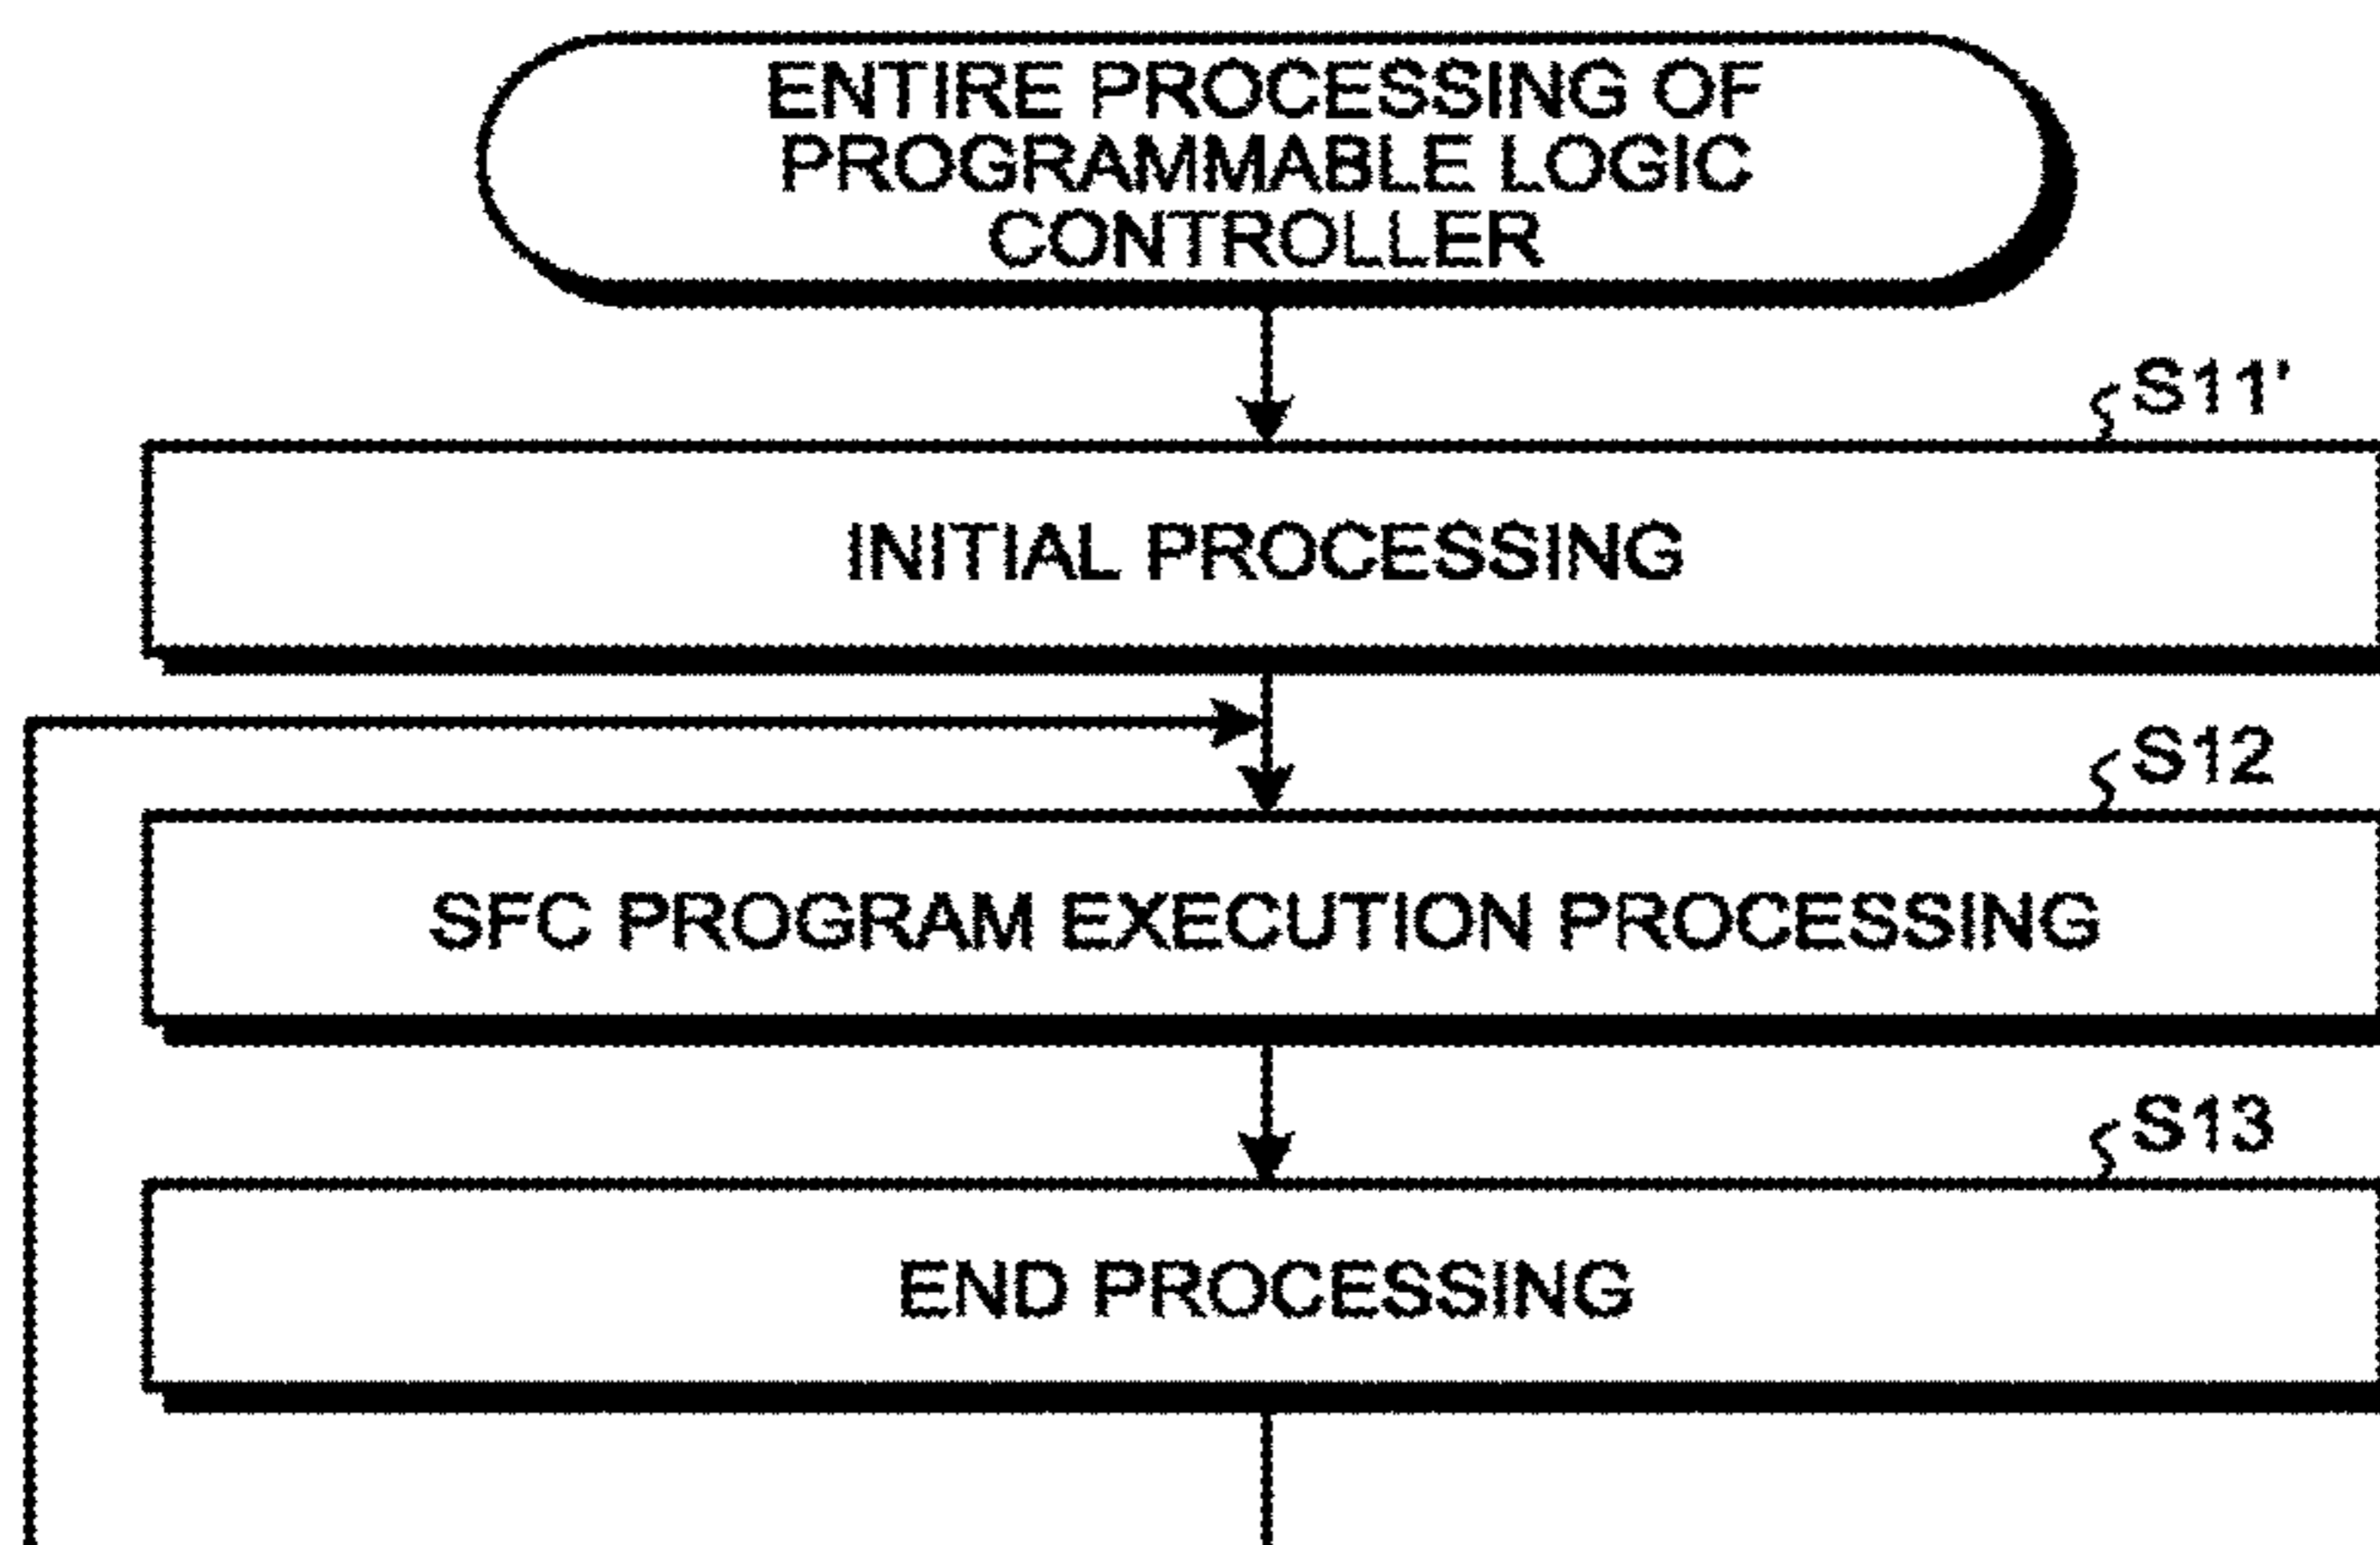 ENTIRE PROCESSING OF
PROGRAMMABLE LOGIC
CONTROLLER
S11'
INITIAL PROCESSING
S12
SFC PROGRAM EXECUTION PROCESSING
S13
END PROCESSING